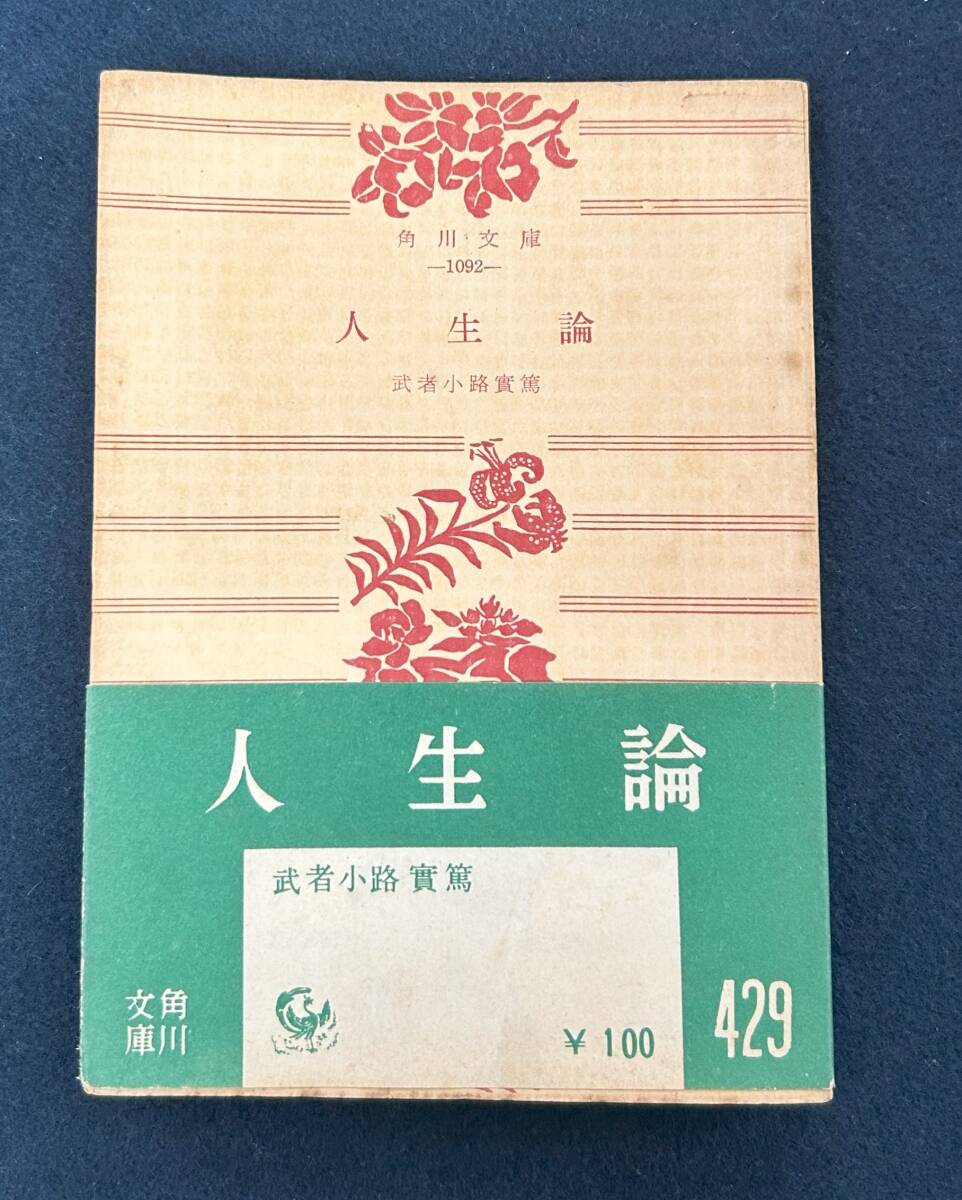 角川文庫
—1092—
人生論
武者小路實篤
人生論
武者小路實篤
角川
文庫
¥100
429